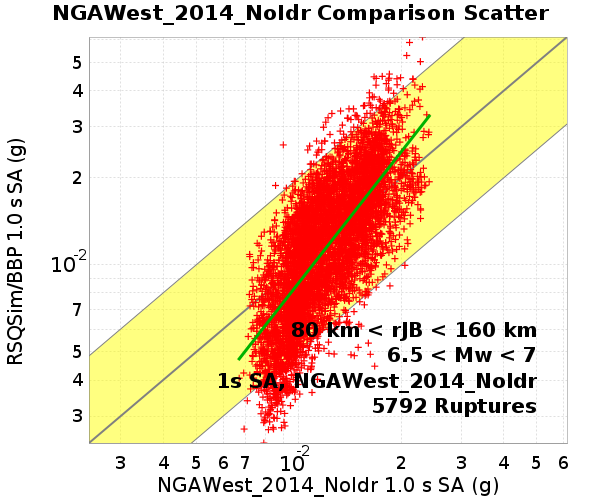 NGAWest_2014_NoIdr Comparison Scatter
RSQSim/BBP 1.0 s SA (g)
5
4
3
2
10-2
7
5
4
3
80 km < rJB < 160 km
6.5 < Mw < 7
1s SA, NGAWest_2014_NoIdr
5792 Ruptures
3 4 5 6 7 10-2 2 3 4 5 6
NGAWest_2014_NoIdr 1.0 s SA (g)